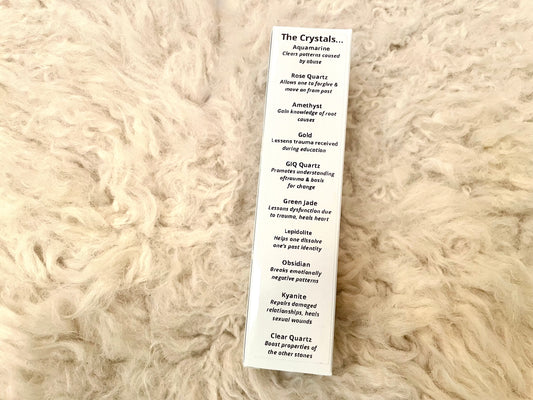 The Crystals...
Aquamarine
Clears patterns caused
by abuse
Rose Quartz
Allows one to forgive &
move on from past
Amethyst
Gain knowledge of root
causes
Gold
Lessens trauma received
during education
GIQ Quartz
Promotes understanding
oftrauma & basis
for change
Green Jade
Lessens dysfunction due
to trauma, heals heart
Lepidolite
Helps one dissolve
one's past identity
Obsidian
Breaks emotionally
negative patterns
Kyanite
Repairs damaged
relationships, heals
sexual wounds
Clear Quartz
Boost properties of
the other stones